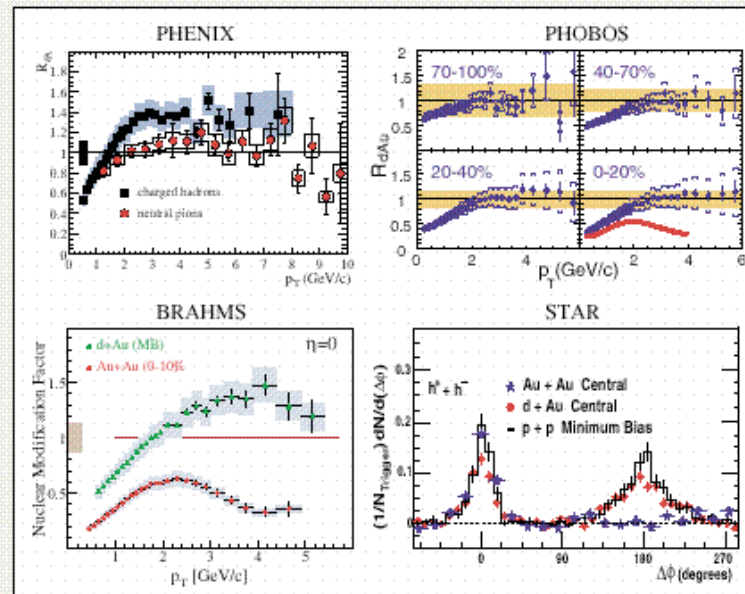 PHENIX
R
1.8
1.6
1.4
1.2
1
0.8
0.6
0.4
0.2
0
charged hadrons
neutral pions
0 1 2 3 4 5 6 7 8 9 10
p_T (GeV/c)
PHOBOS
R_dAu
2
1.5
1
0.5
1.5
1
0.5
0
70-100%
40-70%
20-40%
0-20%
0 2 4 2 4 6
p_T (GeV/c)
BRAHMS
Nuclear Modification Factor
1.5
1
0.5
d+Au (MB)
Au+Au (0-10%
η=0
1 2 3 4 5
p_T [GeV/c]
STAR
(1/N_Trigger) dN/d(Δϕ)
0.3
0.2
0.1
0
h⁺ + h⁻
Au + Au Central
d + Au Central
p + p Minimum Bias
0 90 180 270
Δϕ (degrees)